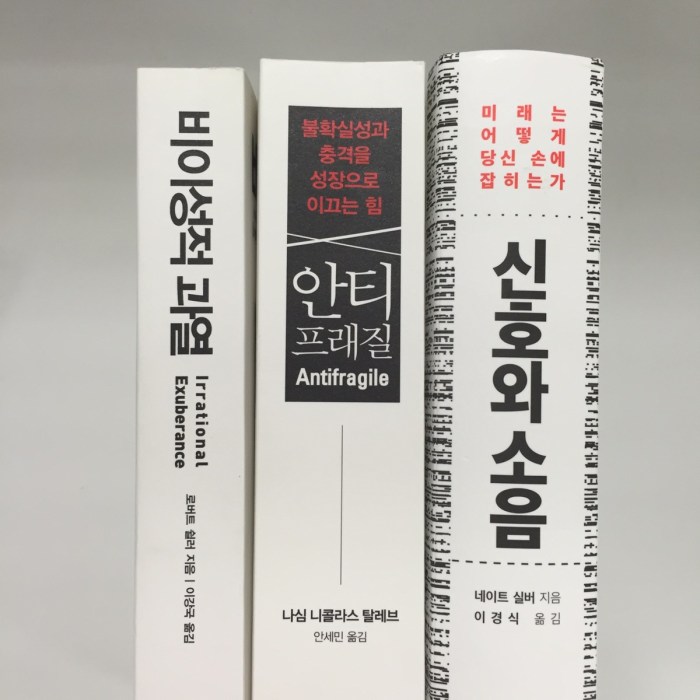 비이성적 과열
Irrational
Exuberance
로버트 쉴러 지음 | 이강국 옮김
불확실성과
충격을
성장으로
이끄는 힘
안티
프래질
Antifragile
나심 니콜라스 탈레브
안세민 옮김
미래는
어떻게
당신 손에
잡히는가
신호와 소음
네이트 실버 지음
이경식 옮김